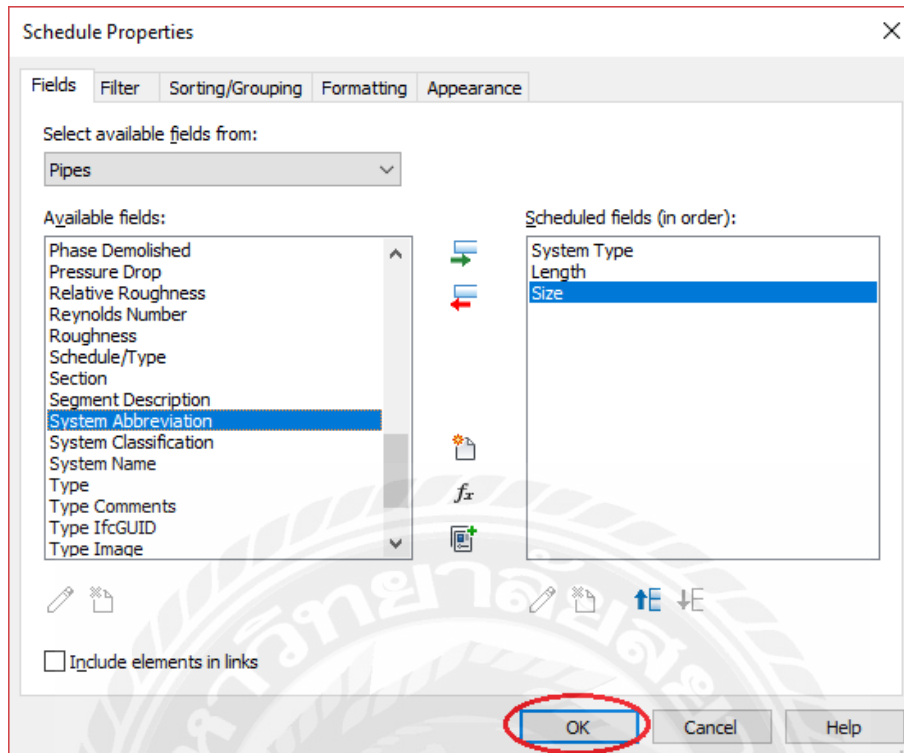 Schedule Properties
Fields Filter Sorting/Grouping Formatting Appearance
Select available fields from:
Pipes
Available fields:
Phase Demolished
Pressure Drop
Relative Roughness
Reynolds Number
Roughness
Schedule/Type
Section
Segment Description
System Abbreviation
System Classification
System Name
Type
Type Comments
Type IfcGUID
Type Image
fx
Scheduled fields (in order):
System Type
Length
Size
Include elements in links
OK Cancel Help